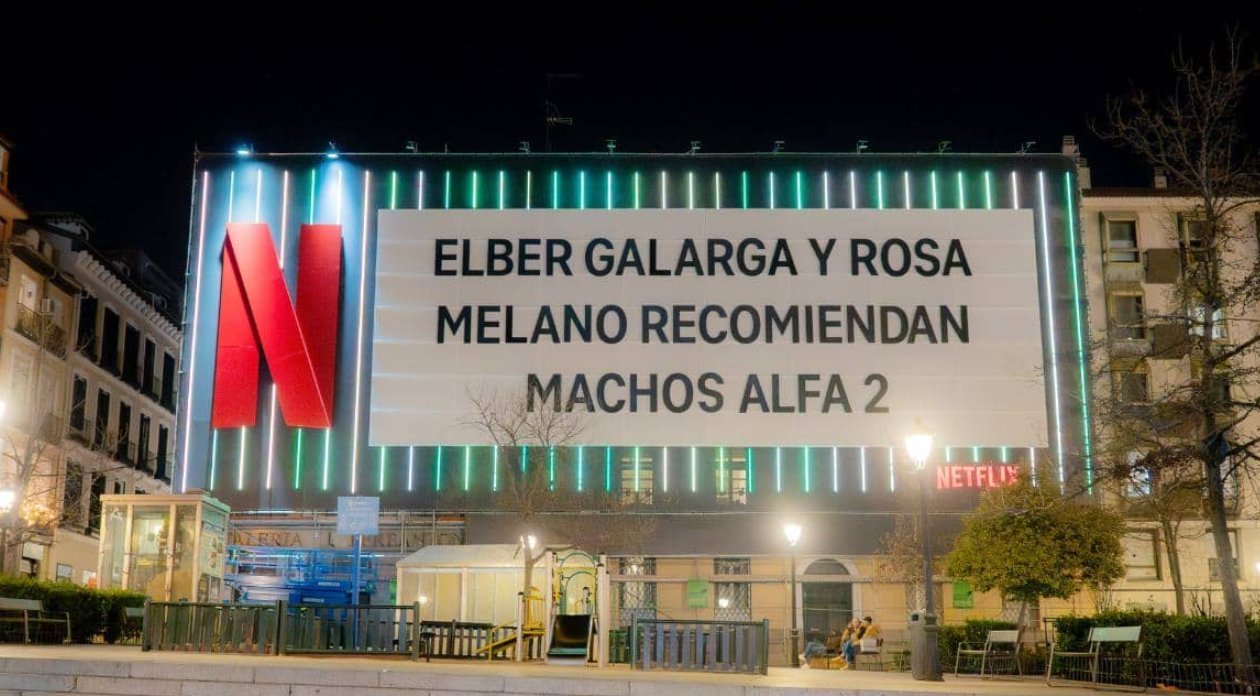 N
ELBER GALARGA Y ROSA
MELANO RECOMIENDAN
MACHOS ALFA 2
NETFLIX